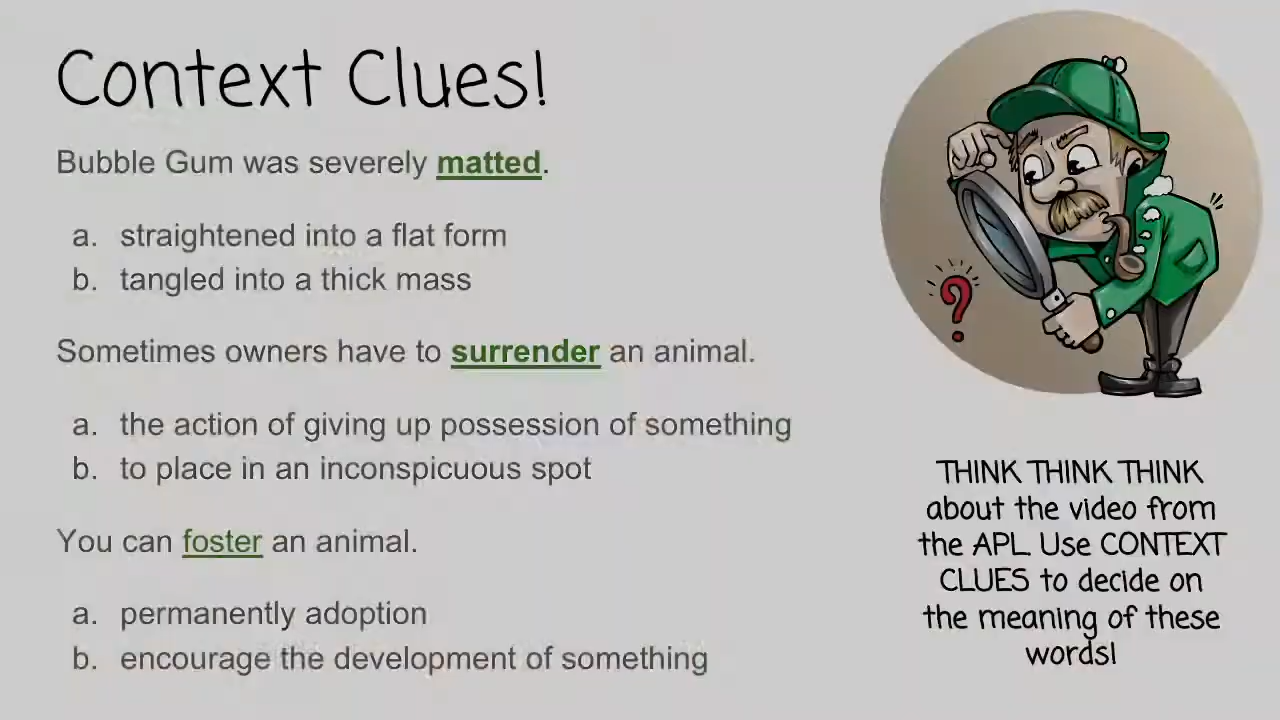 Context Clues!
Bubble Gum was severely matted.
a. straightened into a flat form
b. tangled into a thick mass
Sometimes owners have to surrender an animal.
a. the action of giving up possession of something
b. to place in an inconspicuous spot
You can foster an animal.
a. permanently adoption
b. encourage the development of something
?
THINK THINK THINK
about the video from
the APL. Use CONTEXT
CLUES to decide on
the meaning of these
words!